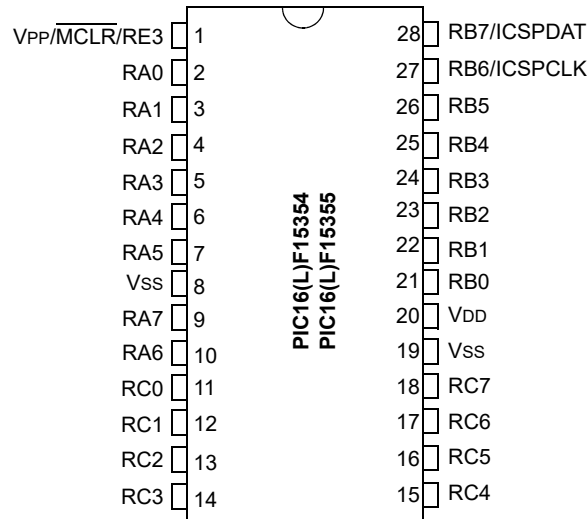 VPP/MCLR/RE3 1 28 RB7/ICSPDAT
RA0 2 27 RB6/ICSPCLK
RA1 3 26 RB5
RA2 4 25 RB4
RA3 5 24 RB3
RA4 6 23 RB2
RA5 7 22 RB1
VSS 8 21 RB0
RA7 9 20 VDD
RA6 10 19 VSS
RC0 11 18 RC7
RC1 12 17 RC6
RC2 13 16 RC5
RC3 14 15 RC4
PIC16(L)F15354
PIC16(L)F15355